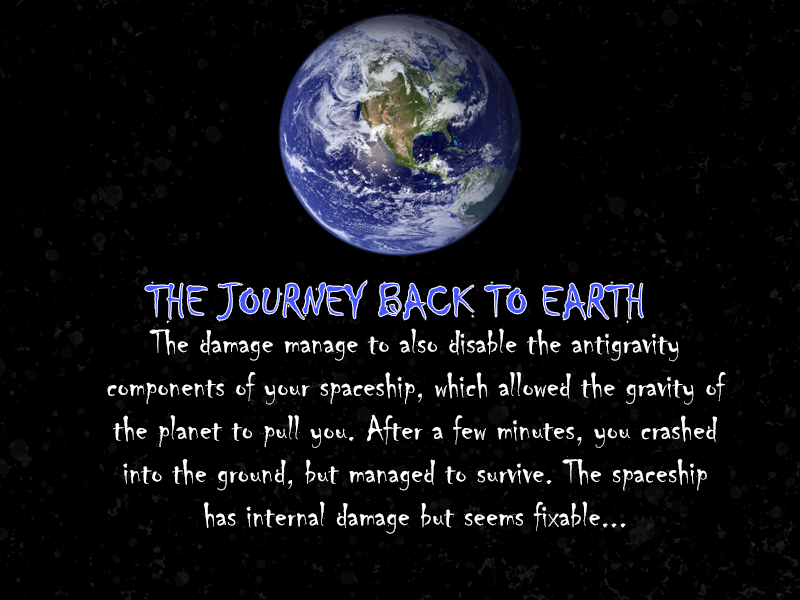 THE JOURNEY BACK TO EARTH
The damage manage to also disable the antigravity
components of your spaceship, which allowed the gravity of
the planet to pull you. After a few minutes, you crashed
into the ground, but managed to survive. The spaceship
has internal damage but seems fixable...